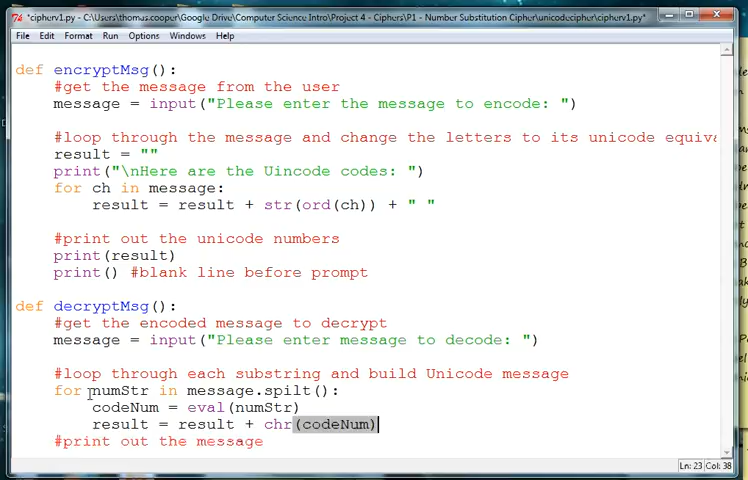 *cipherv1.py - C:\Users\thomas.cooper\Google Drive\Computer Science Intro\Project 4 - Ciphers\P1 - Number Substitution Cipher\unicodecipher\cipherv1.py*
File Edit Format Run Options Windows Help
def encryptMsg():
    #get the message from the user
    message = input("Please enter the message to encode: ")

    #loop through the message and change the letters to its unicode equiva
    result = ""
    print("\nHere are the Uincode codes: ")
    for ch in message:
        result = result + str(ord(ch)) + " "

    #print out the unicode numbers
    print(result)
    print() #blank line before prompt

def decryptMsg():
    #get the encoded message to decrypt
    message = input("Please enter message to decode: ")

    #loop through each substring and build Unicode message
    for numStr in message.spilt():
        codeNum = eval(numStr)
        result = result + chr(codeNum)
    #print out the message
Ln: 23 Col: 38